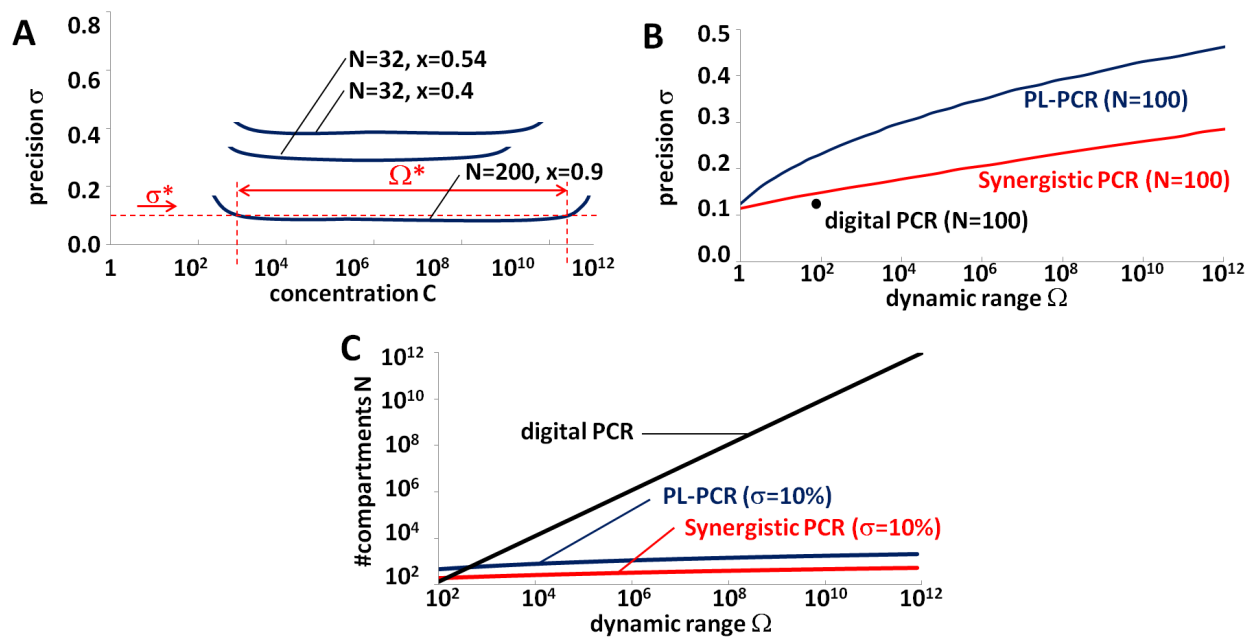 A
precision σ
0.8
0.6
0.4
0.2
0.0
N=32, x=0.54
N=32, x=0.4
N=200, x=0.9
σ*
Ω*
1
10²
10⁴
10⁶
10⁸
10¹⁰
10¹²
concentration C
B
precision σ
0.5
0.4
0.3
0.2
0.1
0.0
PL-PCR (N=100)
Synergistic PCR (N=100)
digital PCR (N=100)
1
10²
10⁴
10⁶
10⁸
10¹⁰
10¹²
dynamic range Ω
C
#compartments N
10¹²
10¹⁰
10⁸
10⁶
10⁴
10²
digital PCR
PL-PCR (σ=10%)
Synergistic PCR (σ=10%)
10²
10⁴
10⁶
10⁸
10¹⁰
10¹²
dynamic range Ω